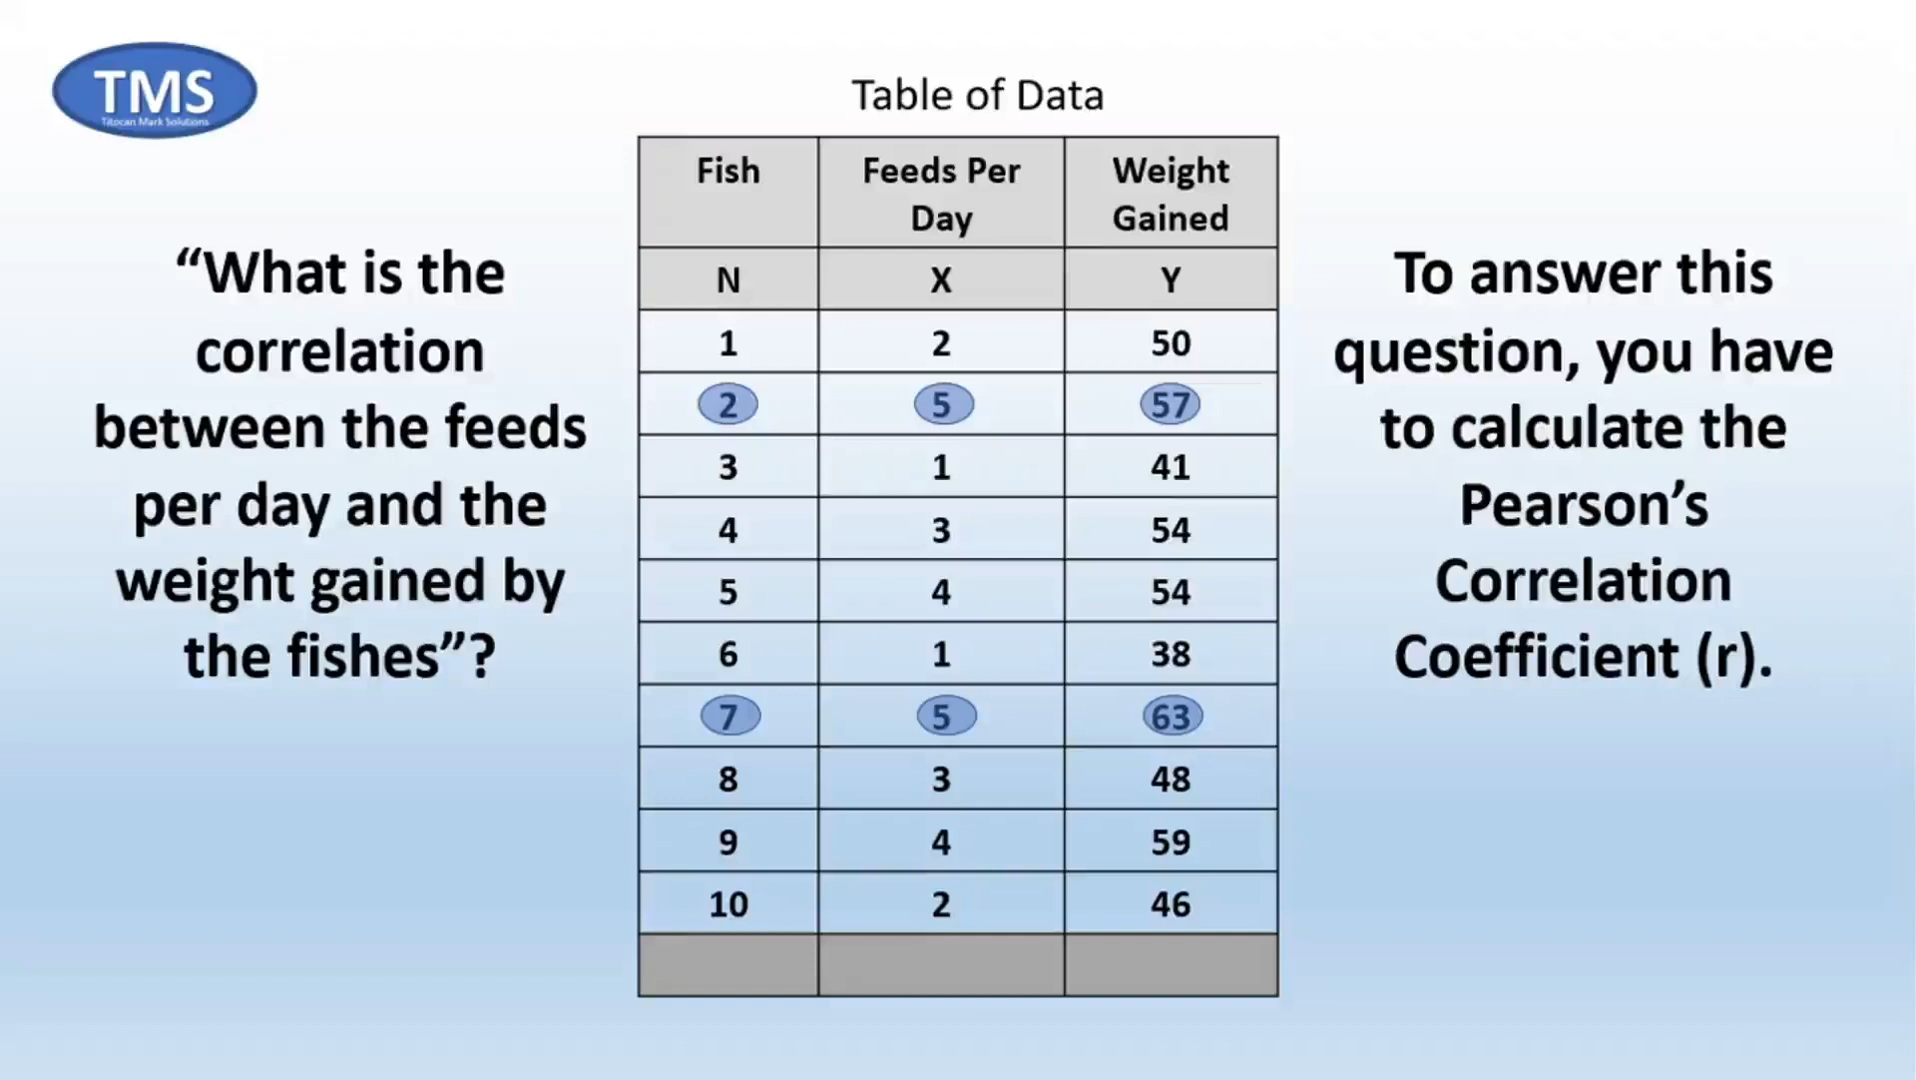 TMS
Titocan Mark Solutions
Table of Data
“What is the
correlation
between the feeds
per day and the
weight gained by
the fishes”?
Fish Feeds Per Day Weight Gained
N X Y
1 2 50
2 5 57
3 1 41
4 3 54
5 4 54
6 1 38
7 5 63
8 3 48
9 4 59
10 2 46
To answer this
question, you have
to calculate the
Pearson’s
Correlation
Coefficient (r).